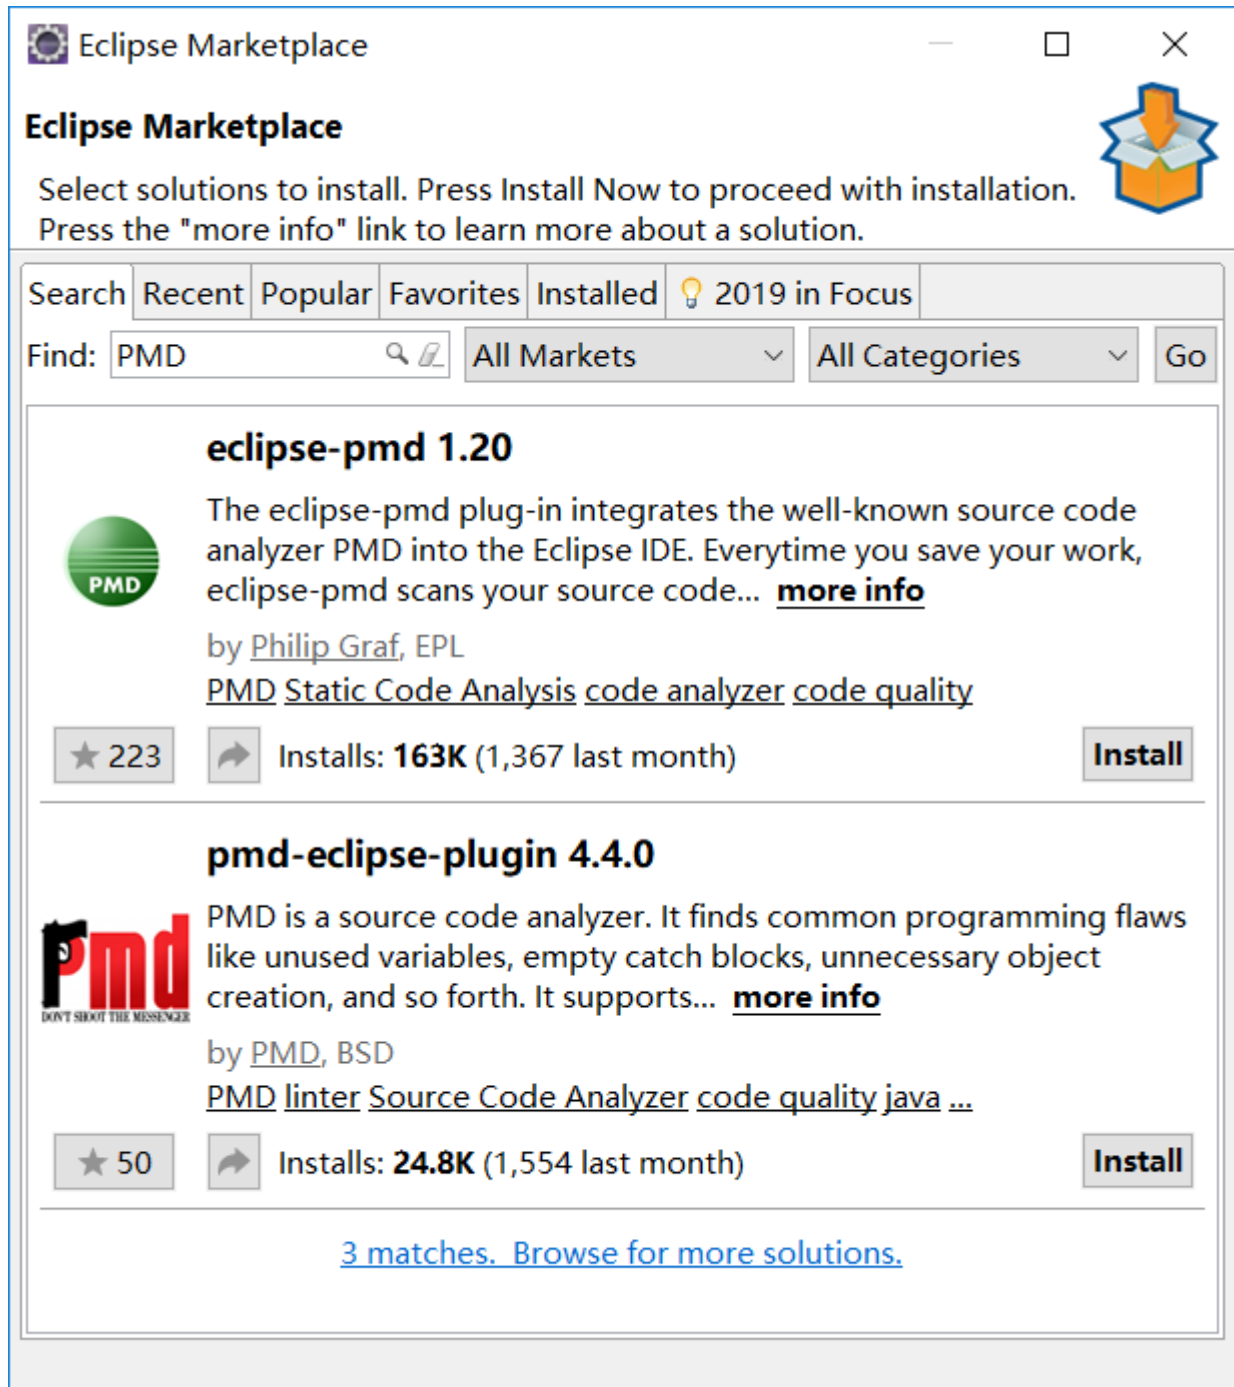 Eclipse Marketplace
Eclipse Marketplace
Select solutions to install. Press Install Now to proceed with installation.
Press the "more info" link to learn more about a solution.
Search Recent Popular Favorites Installed 2019 in Focus
Find: PMD All Markets All Categories Go
eclipse-pmd 1.20
The eclipse-pmd plug-in integrates the well-known source code
analyzer PMD into the Eclipse IDE. Everytime you save your work,
eclipse-pmd scans your source code... more info
PMD
by Philip Graf, EPL
PMD Static Code Analysis code analyzer code quality
223 Installs: 163K (1,367 last month) Install
pmd-eclipse-plugin 4.4.0
PMD is a source code analyzer. It finds common programming flaws
like unused variables, empty catch blocks, unnecessary object
creation, and so forth. It supports... more info
Pmd
DON'T SHOOT THE MESSENGER
by PMD, BSD
PMD linter Source Code Analyzer code quality java ...
50 Installs: 24.8K (1,554 last month) Install
3 matches. Browse for more solutions.